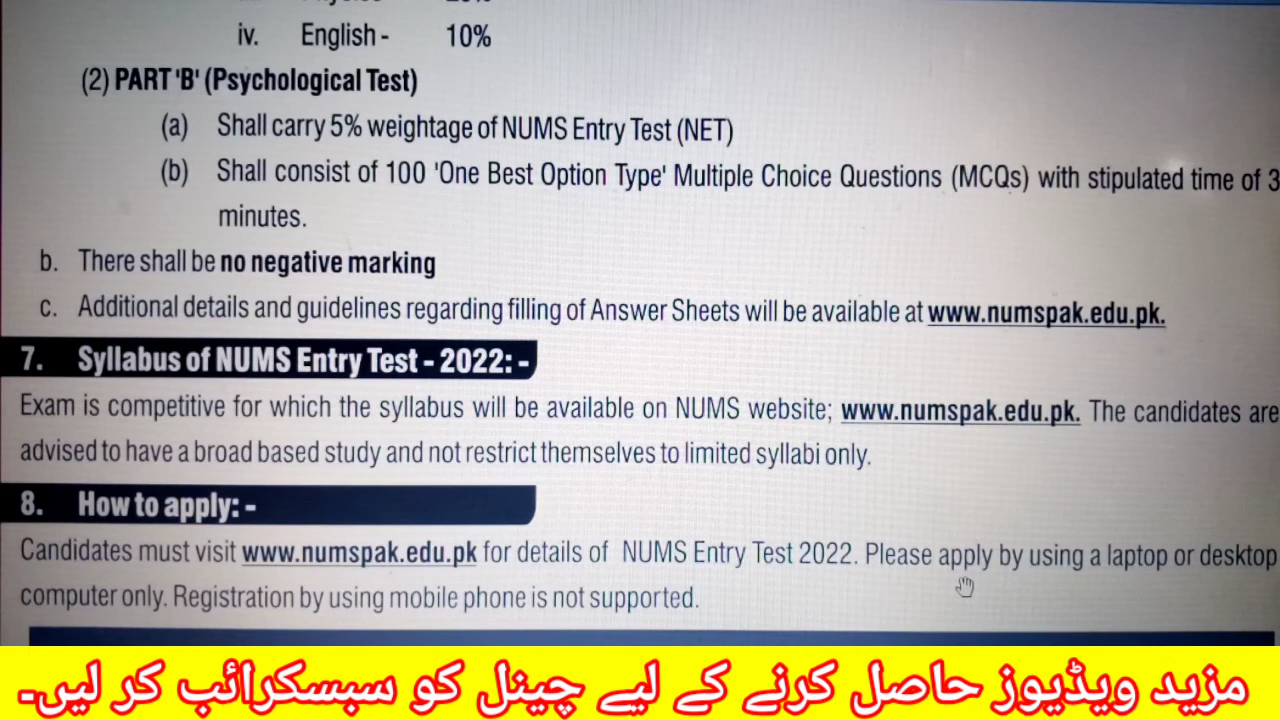 iv. English - 10%
(2) PART 'B' (Psychological Test)
(a) Shall carry 5% weightage of NUMS Entry Test (NET)
(b) Shall consist of 100 'One Best Option Type' Multiple Choice Questions (MCQs) with stipulated time of 3
minutes.
b. There shall be no negative marking
c. Additional details and guidelines regarding filling of Answer Sheets will be available at www.numspak.edu.pk.
7. Syllabus of NUMS Entry Test - 2022: -
Exam is competitive for which the syllabus will be available on NUMS website; www.numspak.edu.pk. The candidates are
advised to have a broad based study and not restrict themselves to limited syllabi only.
8. How to apply: -
Candidates must visit www.numspak.edu.pk for details of NUMS Entry Test 2022. Please apply by using a laptop or desktop
computer only. Registration by using mobile phone is not supported.
مزید ویڈیوز حاصل کرنے کے لیے چینل کو سبسکرائب کر لیں۔